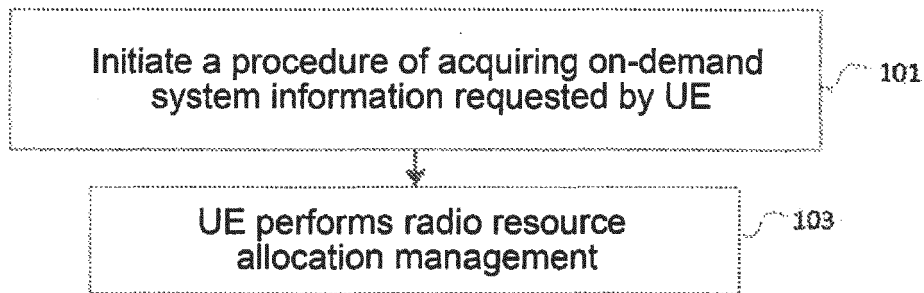 Initiate a procedure of acquiring on-demand
system information requested by UE
101
UE performs radio resource
allocation management
103